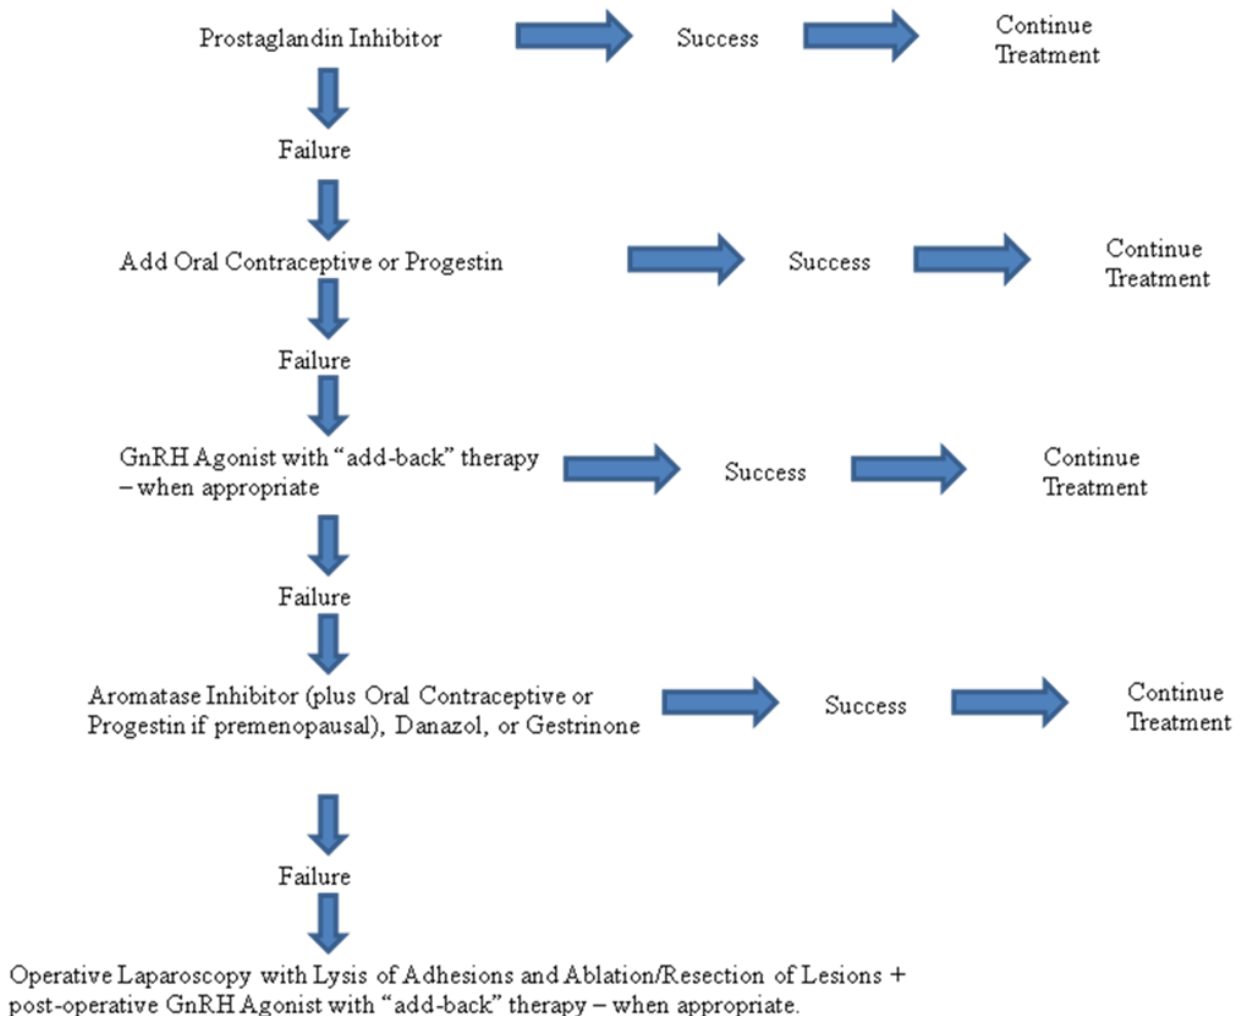 Prostaglandin Inhibitor
Success
Continue
Treatment
Failure
Add Oral Contraceptive or Progestin
Success
Continue
Treatment
Failure
GnRH Agonist with “add-back” therapy
– when appropriate
Success
Continue
Treatment
Failure
Aromatase Inhibitor (plus Oral Contraceptive or
Progestin if premenopausal), Danazol, or Gestrinone
Success
Continue
Treatment
Failure
Operative Laparoscopy with Lysis of Adhesions and Ablation/Resection of Lesions +
post-operative GnRH Agonist with “add-back” therapy – when appropriate.